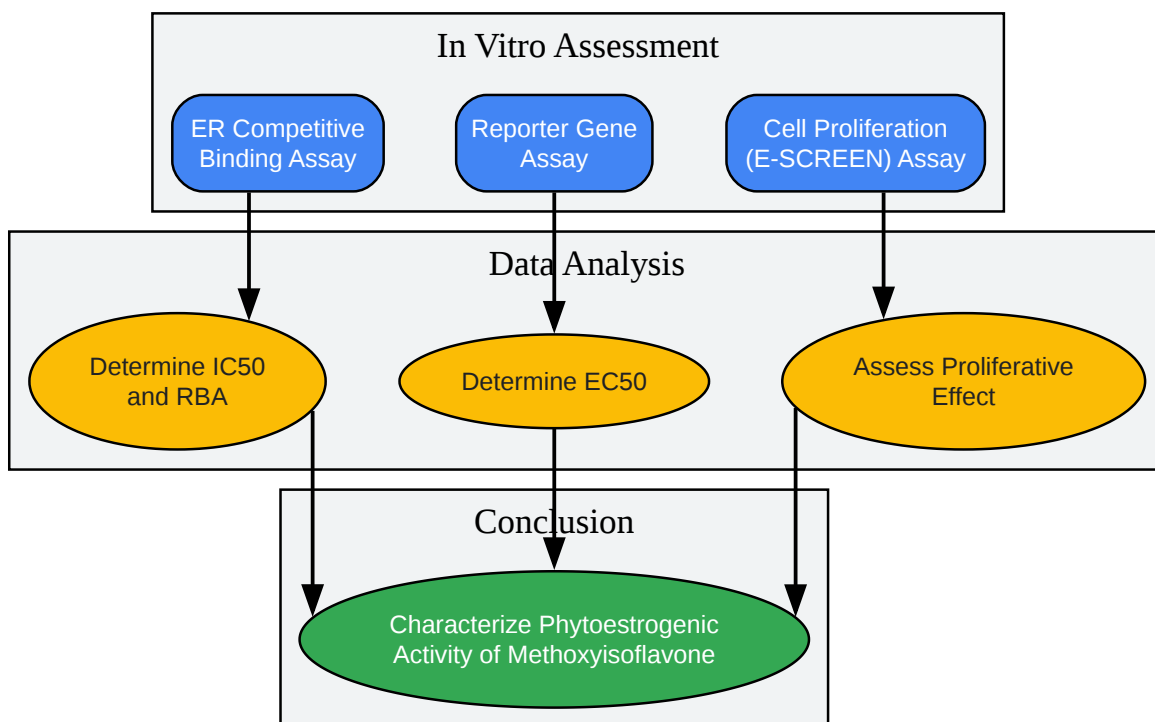 In Vitro Assessment
ER Competitive
Binding Assay
Reporter Gene
Assay
Cell Proliferation
(E-SCREEN) Assay
Data Analysis
Determine IC50
and RBA
Determine EC50
Assess Proliferative
Effect
Conclusion
Characterize Phytoestrogenic
Activity of Methoxyisoflavone